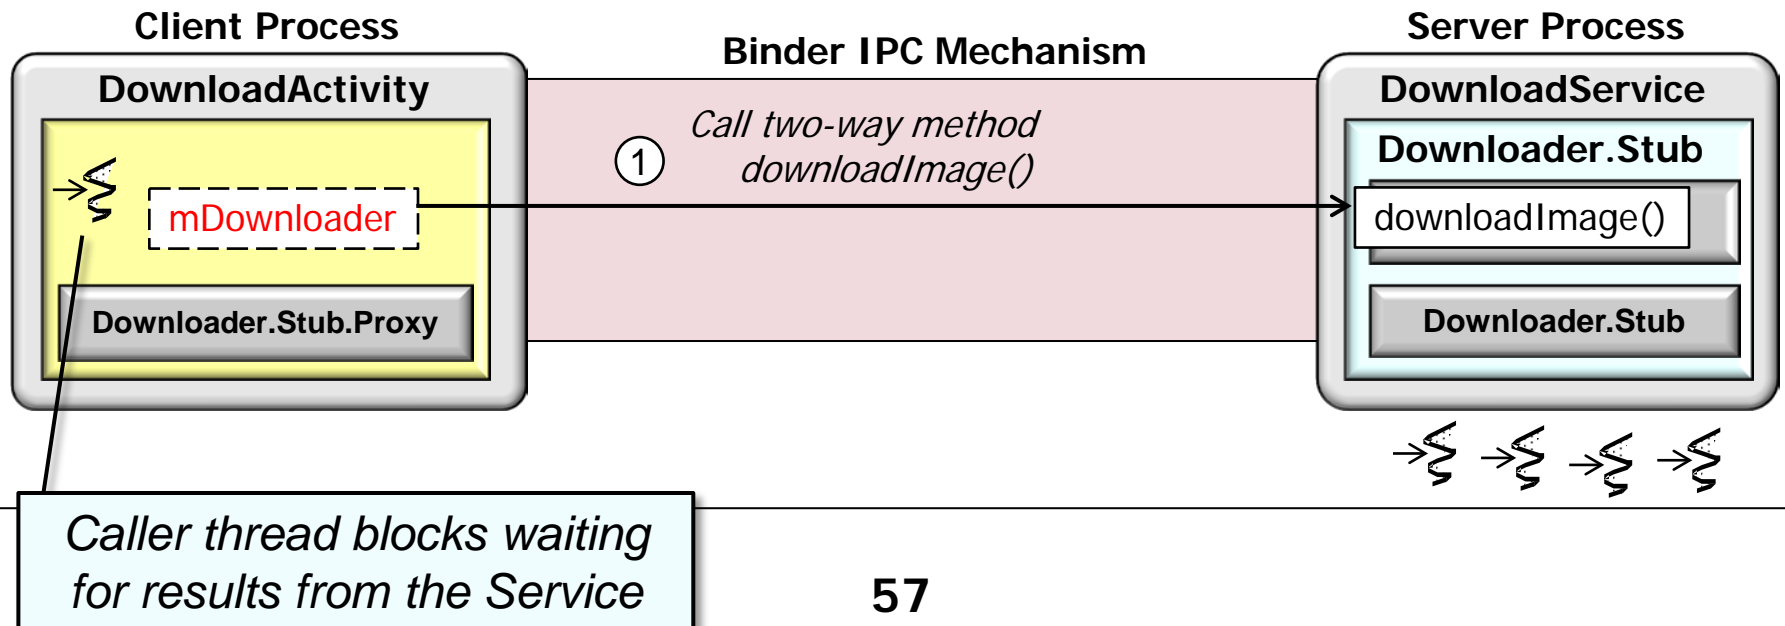 Client Process
Binder IPC Mechanism
Server Process
DownloadActivity
mDownloader
Downloader.Stub.Proxy
1
Call two-way method
downloadImage()
DownloadService
Downloader.Stub
downloadImage()
Downloader.Stub
Caller thread blocks waiting
for results from the Service
57